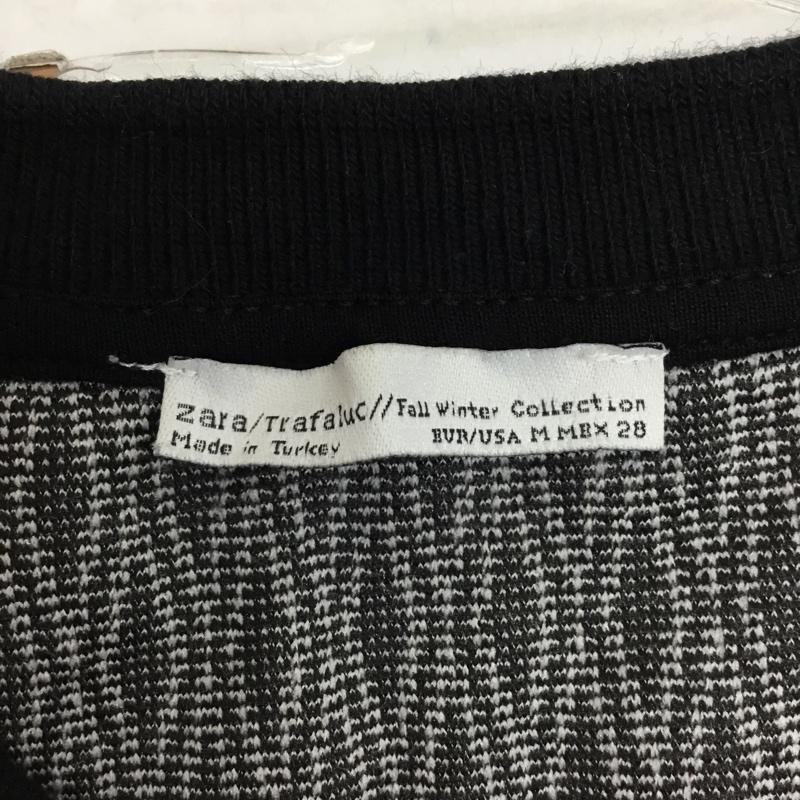 Zara/Trafaluc//Fall Winter Collection
Made in Turkey EUR/USA M MEX 28